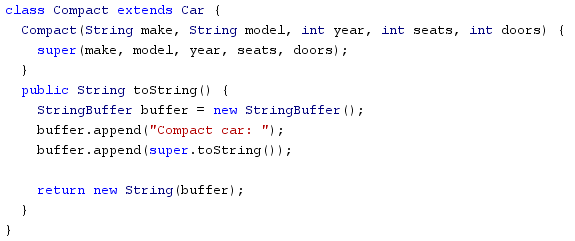 class Compact extends Car {
  Compact(String make, String model, int year, int seats, int doors) {
    super(make, model, year, seats, doors);
  }
  public String toString() {
    StringBuffer buffer = new StringBuffer();
    buffer.append("Compact car: ");
    buffer.append(super.toString());

    return new String(buffer);
  }
}